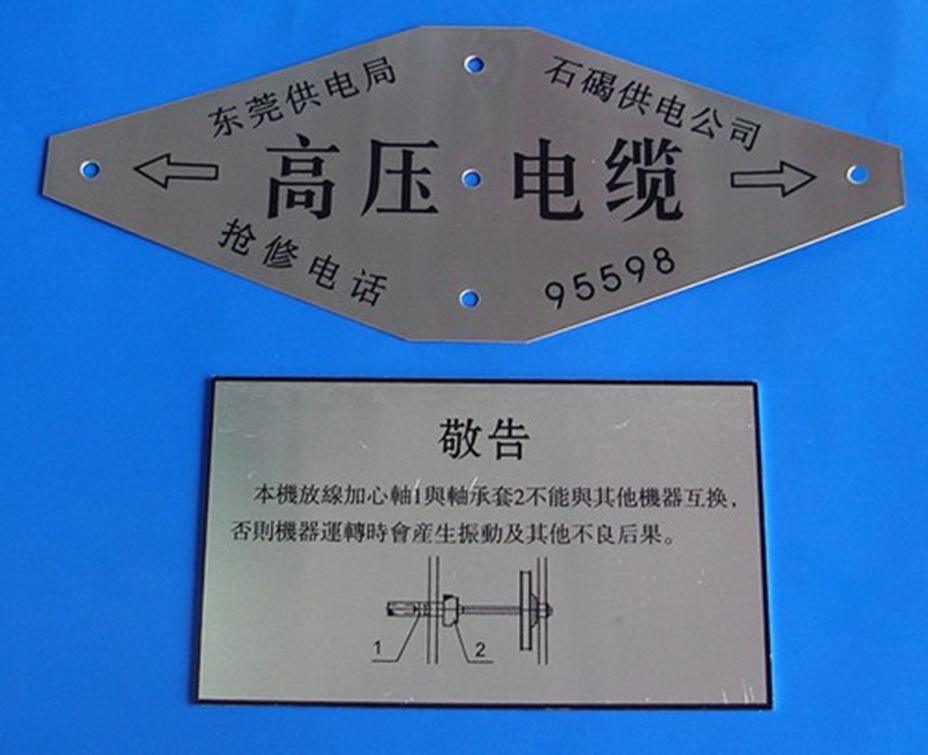 东莞供电局 石碣供电公司
高压 电缆
抢修电话 95598
敬告
本機放線加心軸1與軸承套2不能與其他機器互换,
否則機器運轉時會産生振動及其他不良后果。
1 2